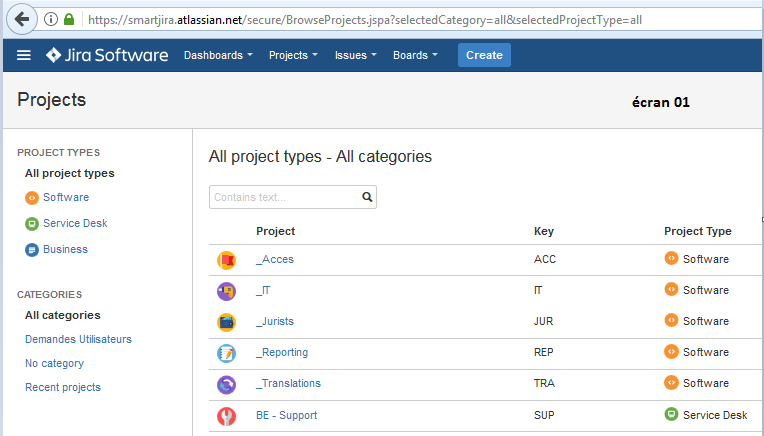 https://smartjira.atlassian.net/secure/BrowseProjects.jspa?selectedCategory=all&selectedProjectType=all
Jira Software Dashboards Projects Issues Boards Create
Projects
écran 01
PROJECT TYPES
All project types
Software
Service Desk
Business
CATEGORIES
All categories
Demandes Utilisateurs
No category
Recent projects
All project types - All categories
Contains text...
Project Key Project Type
_Acces ACC Software
_IT IT Software
_Jurists JUR Software
_Reporting REP Software
_Translations TRA Software
BE - Support SUP Service Desk